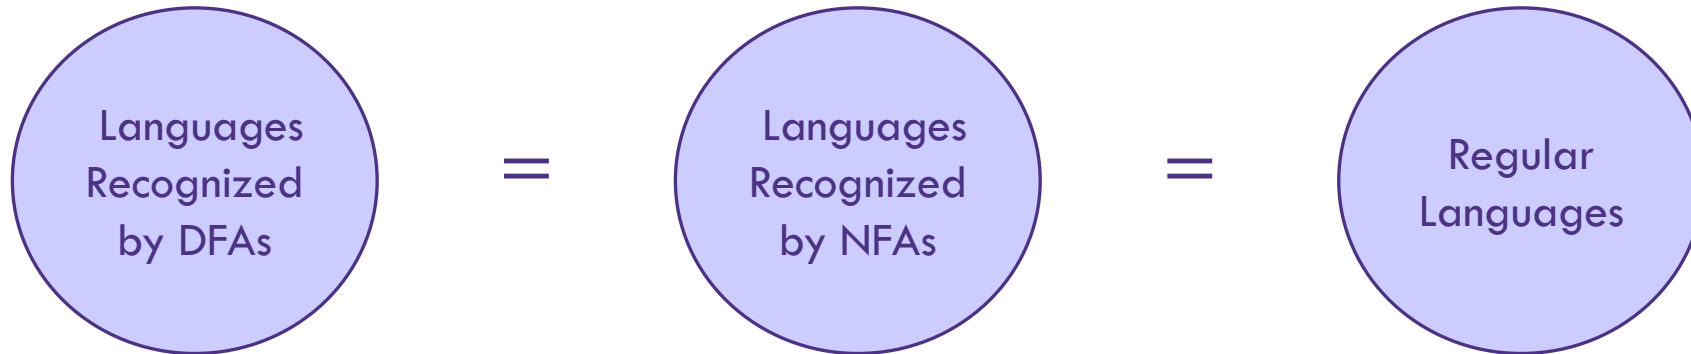 Languages
Recognized
by DFAs
=
Languages
Recognized
by NFAs
=
Regular
Languages